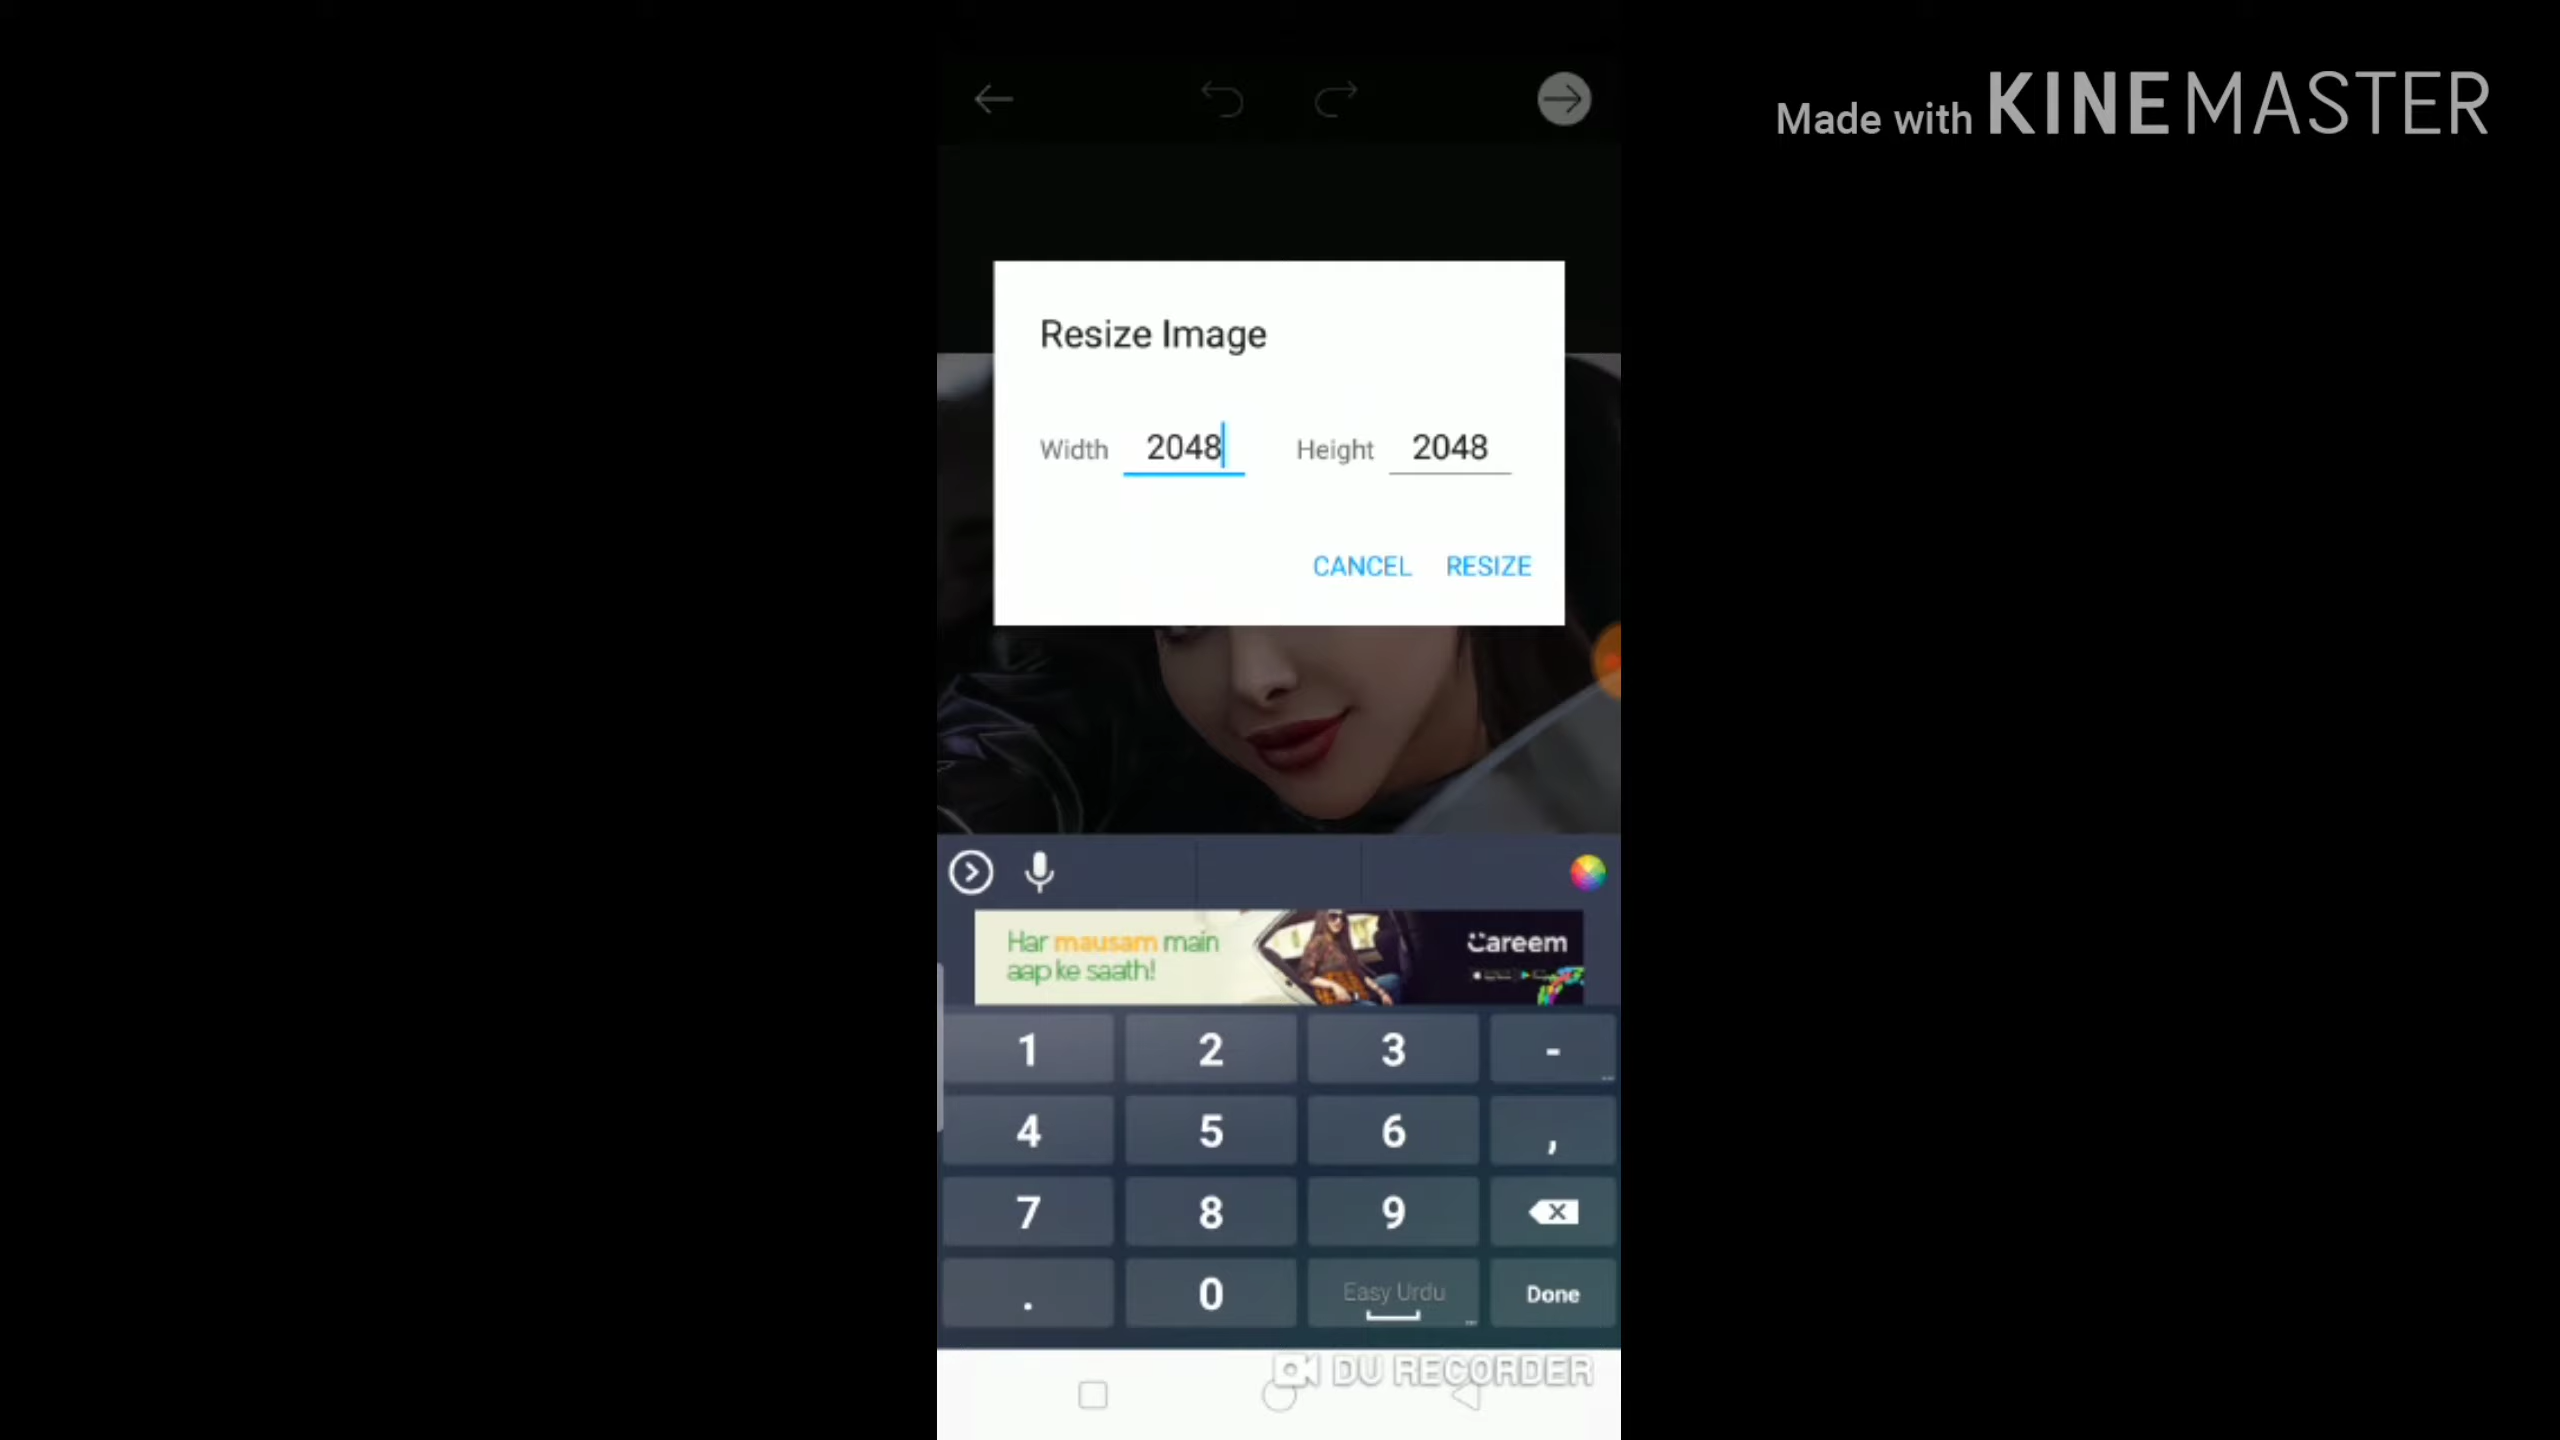 Made with KINEMASTER
Resize Image
Width 2048 Height 2048
CANCEL RESIZE
Har mausam main
aap ke saath!
Careem
1 2 3 -
4 5 6 ,
7 8 9
. 0 Easy Urdu Done
DU RECORDER